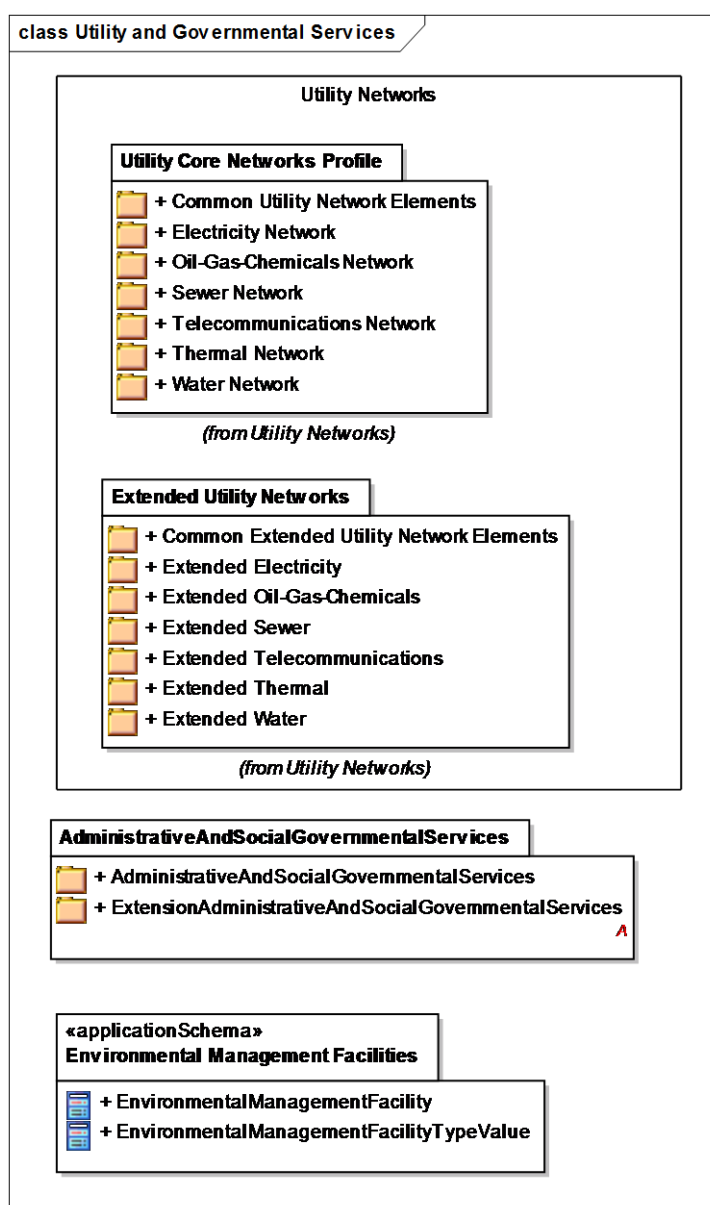 class Utility and Governmental Services
Utility Networks
Utility Core Networks Profile
+ Common Utility Network Elements
+ Electricity Network
+ Oil-Gas-Chemicals Network
+ Sewer Network
+ Telecommunications Network
+ Thermal Network
+ Water Network
(from Utility Networks)
Extended Utility Networks
+ Common Extended Utility Network Elements
+ Extended Electricity
+ Extended Oil-Gas-Chemicals
+ Extended Sewer
+ Extended Telecommunications
+ Extended Thermal
+ Extended Water
(from Utility Networks)
AdministrativeAndSocialGovernmentalServices
+ AdministrativeAndSocialGovernmentalServices
+ ExtensionAdministrativeAndSocialGovernmentalServices
A
«applicationSchema»
Environmental Management Facilities
+ EnvironmentalManagementFacility
+ EnvironmentalManagementFacilityTypeValue